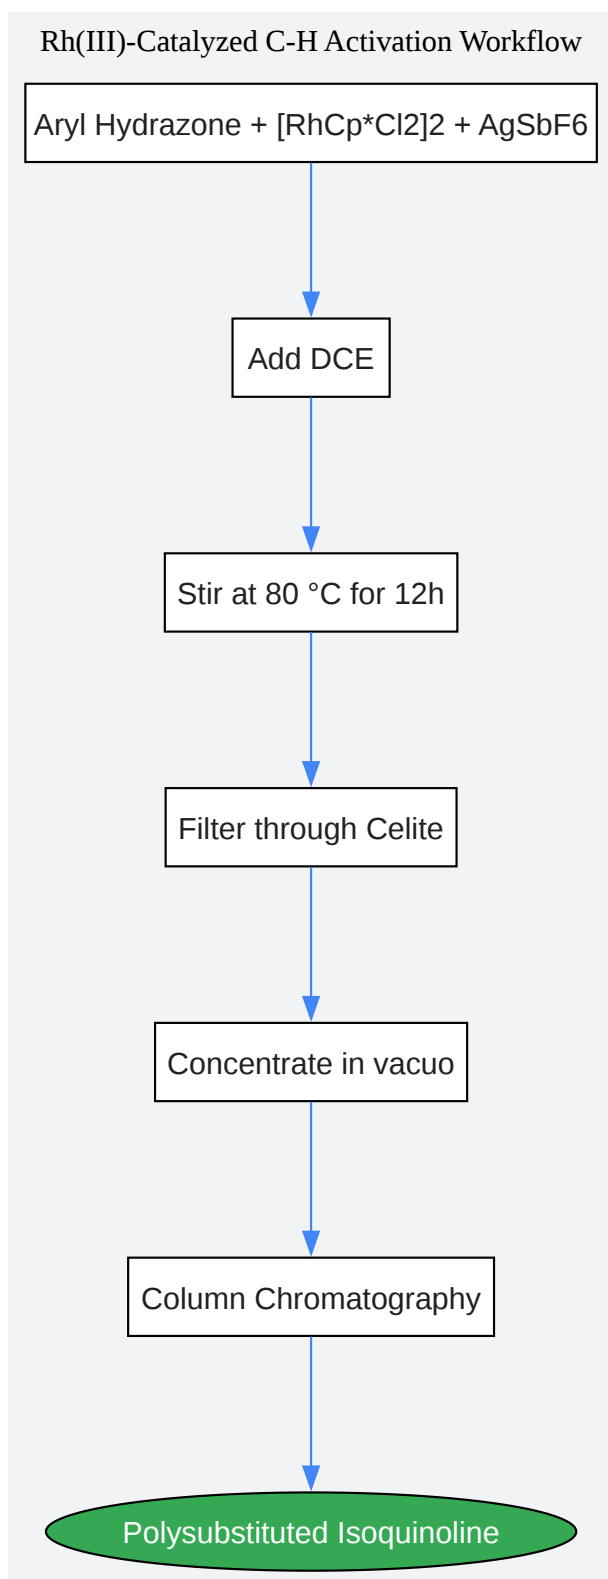 Rh(III)-Catalyzed C-H Activation Workflow
Aryl Hydrazone + [RhCp*Cl2]2 + AgSbF6
Add DCE
Stir at 80 °C for 12h
Filter through Celite
Concentrate in vacuo
Column Chromatography
Polysubstituted Isoquinoline